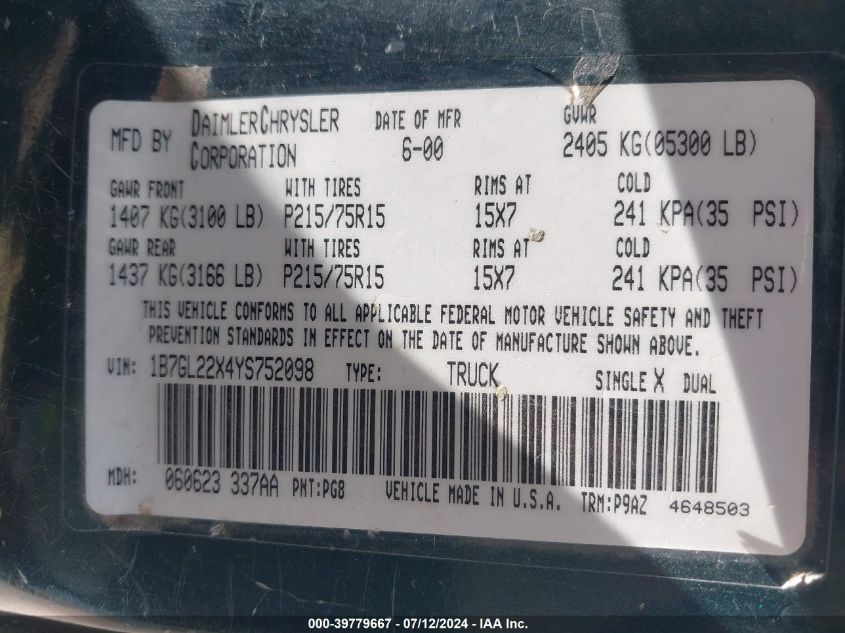 MFD BY DAIMLERCHRYSLER CORPORATION DATE OF MFR 6-00 GVWR 2405 KG(05300 LB)
GAWR FRONT WITH TIRES RIMS AT COLD
1407 KG(3100 LB) P215/75R15 15X7 241 KPA(35 PSI)
GAWR REAR WITH TIRES RIMS AT COLD
1437 KG(3166 LB) P215/75R15 15X7 241 KPA(35 PSI)
THIS VEHICLE CONFORMS TO ALL APPLICABLE FEDERAL MOTOR VEHICLE SAFETY AND THEFT
PREVENTION STANDARDS IN EFFECT ON THE DATE OF MANUFACTURE SHOWN ABOVE.
VIN: 1B7GL22X4YS752098 TYPE: TRUCK SINGLE X DUAL
MDH: 060623 337AA PNT:PG8 VEHICLE MADE IN U.S.A. TRM:P9AZ 4648503
000-39779667 - 07/12/2024 - IAA Inc.